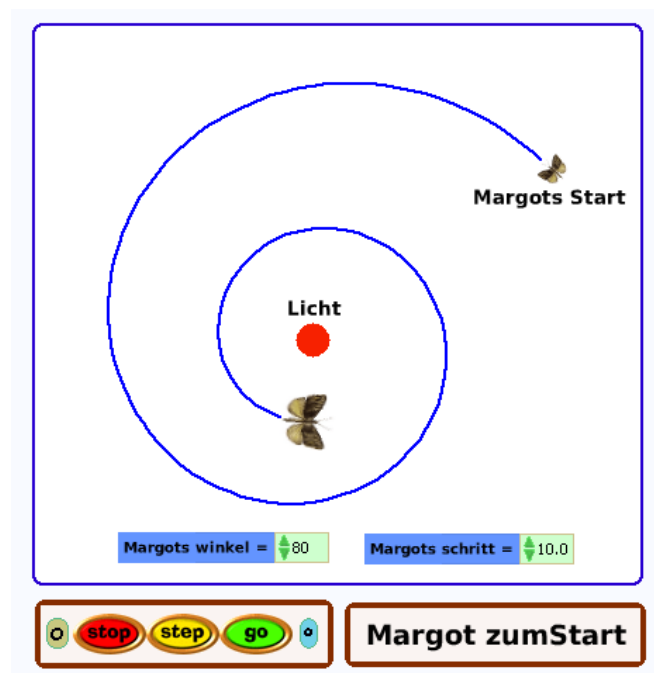 Margots Start
Licht
Margots winkel = 80
Margots schritt = 10.0
stop step go
Margot zumStart